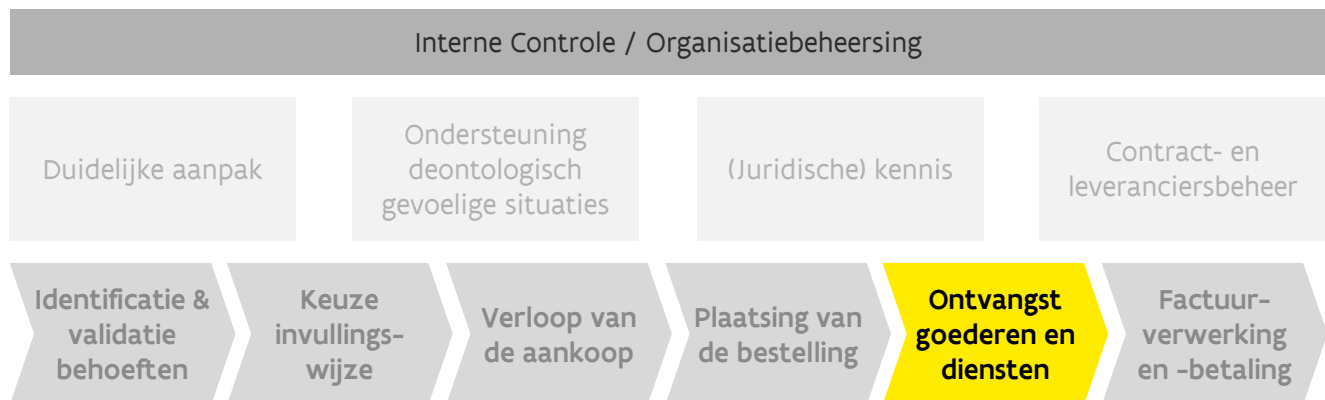 Interne Controle / Organisatiebeheersing
Duidelijke aanpak
Ondersteuning
deontologisch
gevoelige situaties
(Juridische) kennis
Contract- en
leveranciersbeheer
Identificatie &
validatie
behoeften
Keuze
invullings-
wijze
Verloop van
de aankoop
Plaatsing van
de bestelling
Ontvangst
goederen en
diensten
Factuur-
verwerking
en -betaling